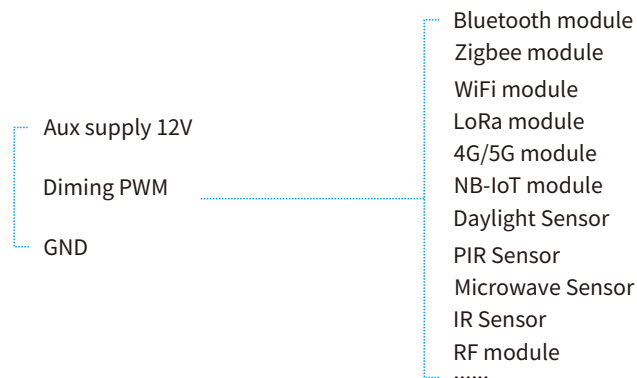 Aux supply 12V
Diming PWM
GND
Bluetooth module
Zigbee module
WiFi module
LoRa module
4G/5G module
NB-IoT module
Daylight Sensor
PIR Sensor
Microwave Sensor
IR Sensor
RF module
......